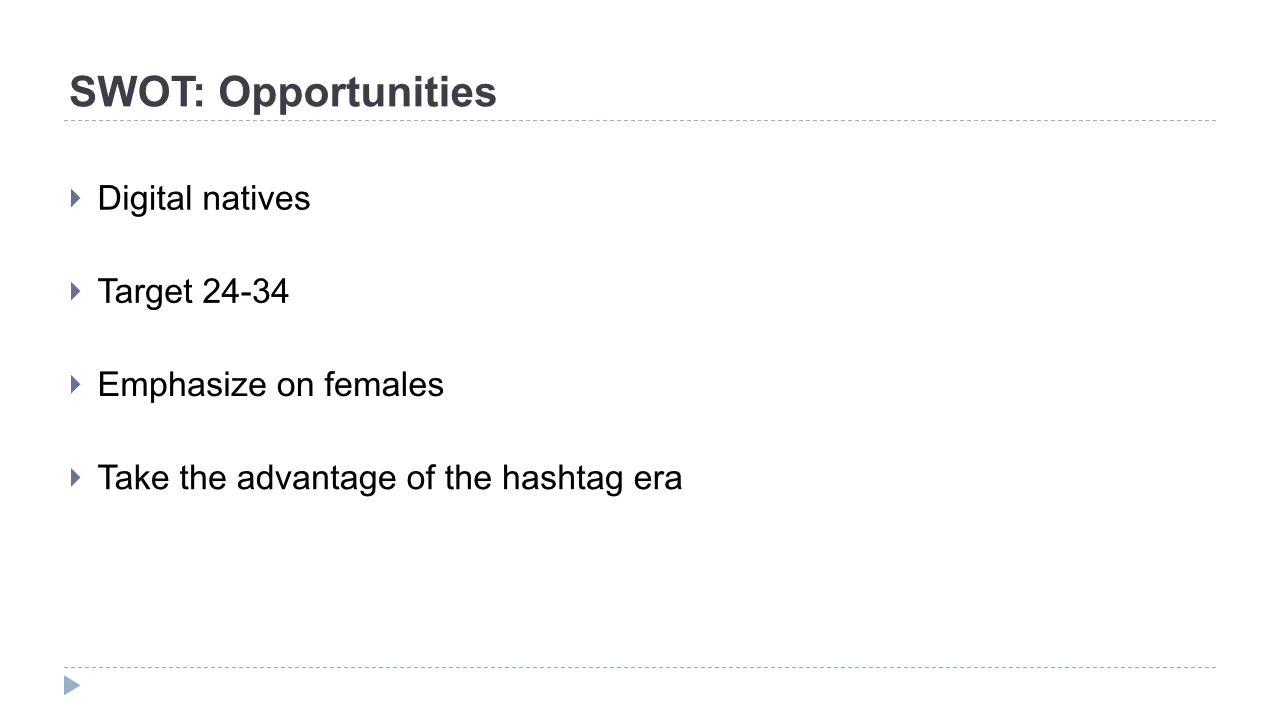 SWOT: Opportunities
Digital natives
Target 24-34
Emphasize on females
Take the advantage of the hashtag era